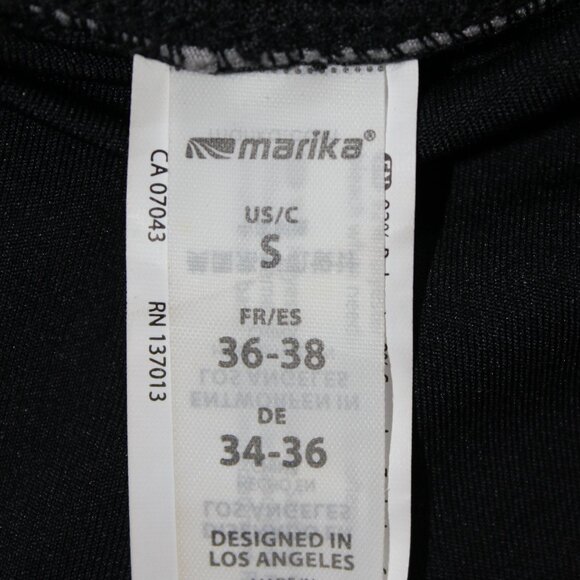 marika®
US/C
S
FR/ES
36-38
DE
34-36
DESIGNED IN
LOS ANGELES
CA 07043
RN 137013